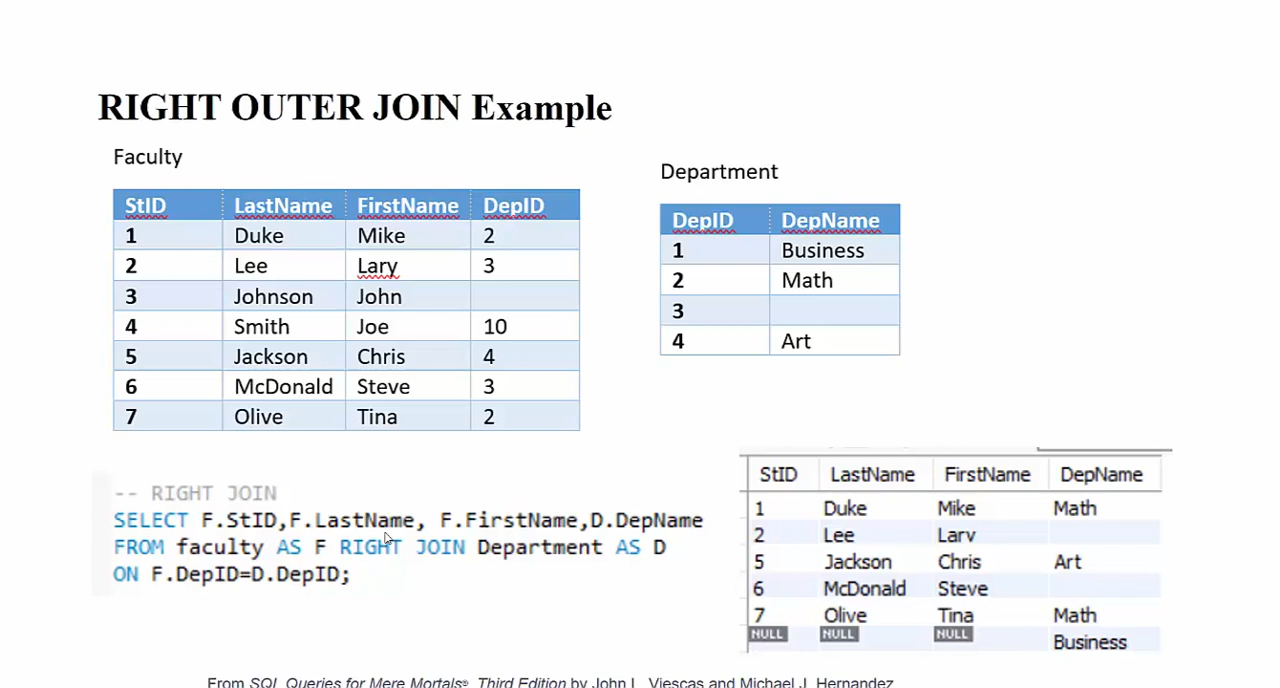 RIGHT OUTER JOIN Example
Faculty
StID LastName FirstName DepID
1 Duke Mike 2
2 Lee Lary 3
3 Johnson John
4 Smith Joe 10
5 Jackson Chris 4
6 McDonald Steve 3
7 Olive Tina 2
Department
DepID DepName
1 Business
2 Math
3
4 Art
-- RIGHT JOIN
SELECT F.StID,F.LastName, F.FirstName,D.DepName
FROM faculty AS F RIGHT JOIN Department AS D
ON F.DepID=D.DepID;
StID LastName FirstName DepName
1 Duke Mike Math
2 Lee Lary
5 Jackson Chris Art
6 McDonald Steve
7 Olive Tina Math
NULL NULL NULL Business
From SQL Queries for Mere Mortals®, Third Edition by John L. Viescas and Michael J. Hernandez